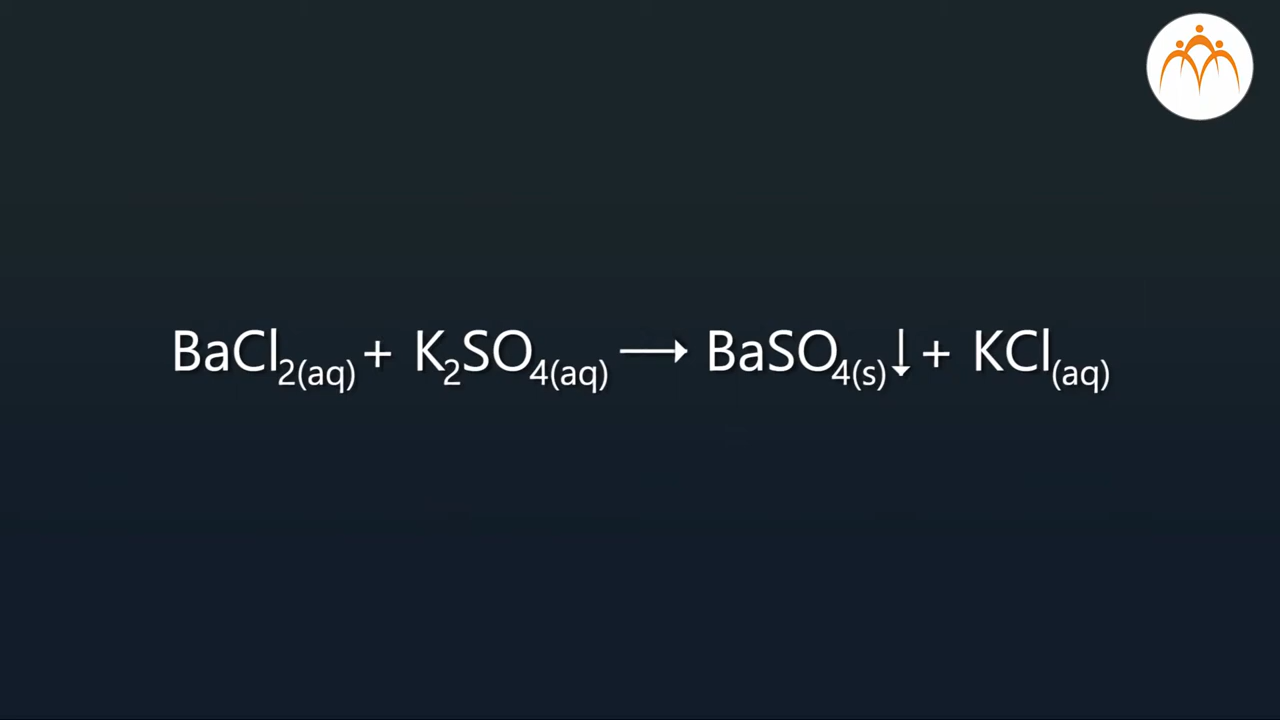 BaCl₂(aq) + K₂SO₄(aq) ⟶ BaSO₄(s)↓ + KCl(aq)